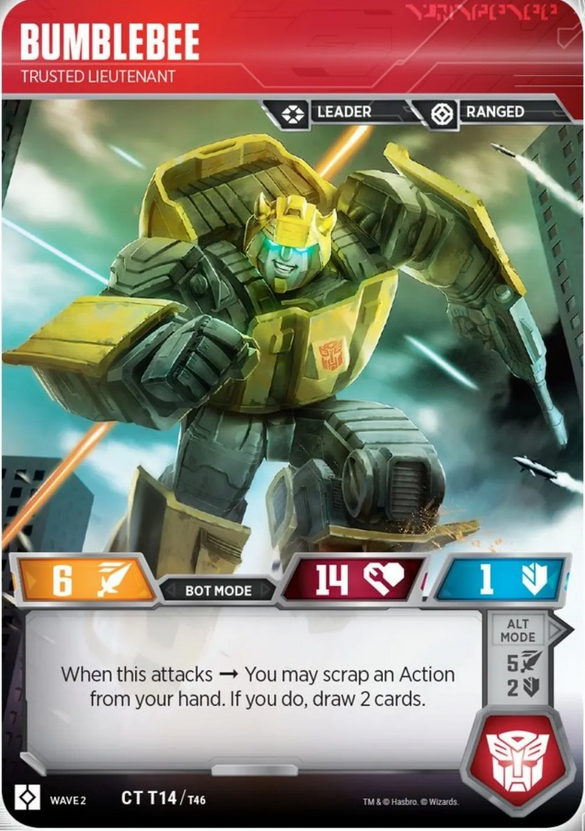 BUMBLEBEE
TRUSTED LIEUTENANT
LEADER
RANGED
6
BOT MODE
14
1
ALT
MODE
5
2
When this attacks → You may scrap an Action
from your hand. If you do, draw 2 cards.
WAVE 2
CT T14/T46
TM & © Hasbro. © Wizards.